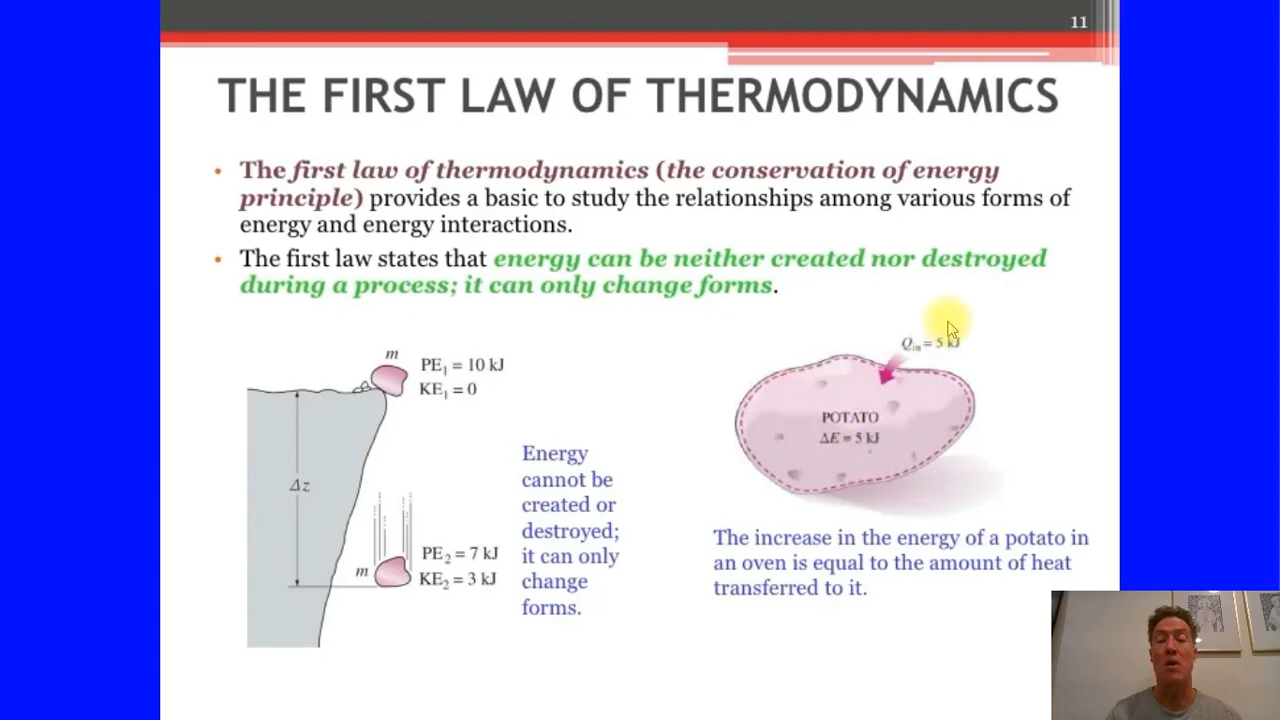 11
THE FIRST LAW OF THERMODYNAMICS
• The first law of thermodynamics (the conservation of energy
principle) provides a basic to study the relationships among various forms of
energy and energy interactions.
• The first law states that energy can be neither created nor destroyed
during a process; it can only change forms.
m
PE1 = 10 kJ
KE1 = 0
Δz
m
PE2 = 7 kJ
KE2 = 3 kJ
Energy
cannot be
created or
destroyed;
it can only
change
forms.
Qin = 5 kJ
POTATO
ΔE = 5 kJ
The increase in the energy of a potato in
an oven is equal to the amount of heat
transferred to it.